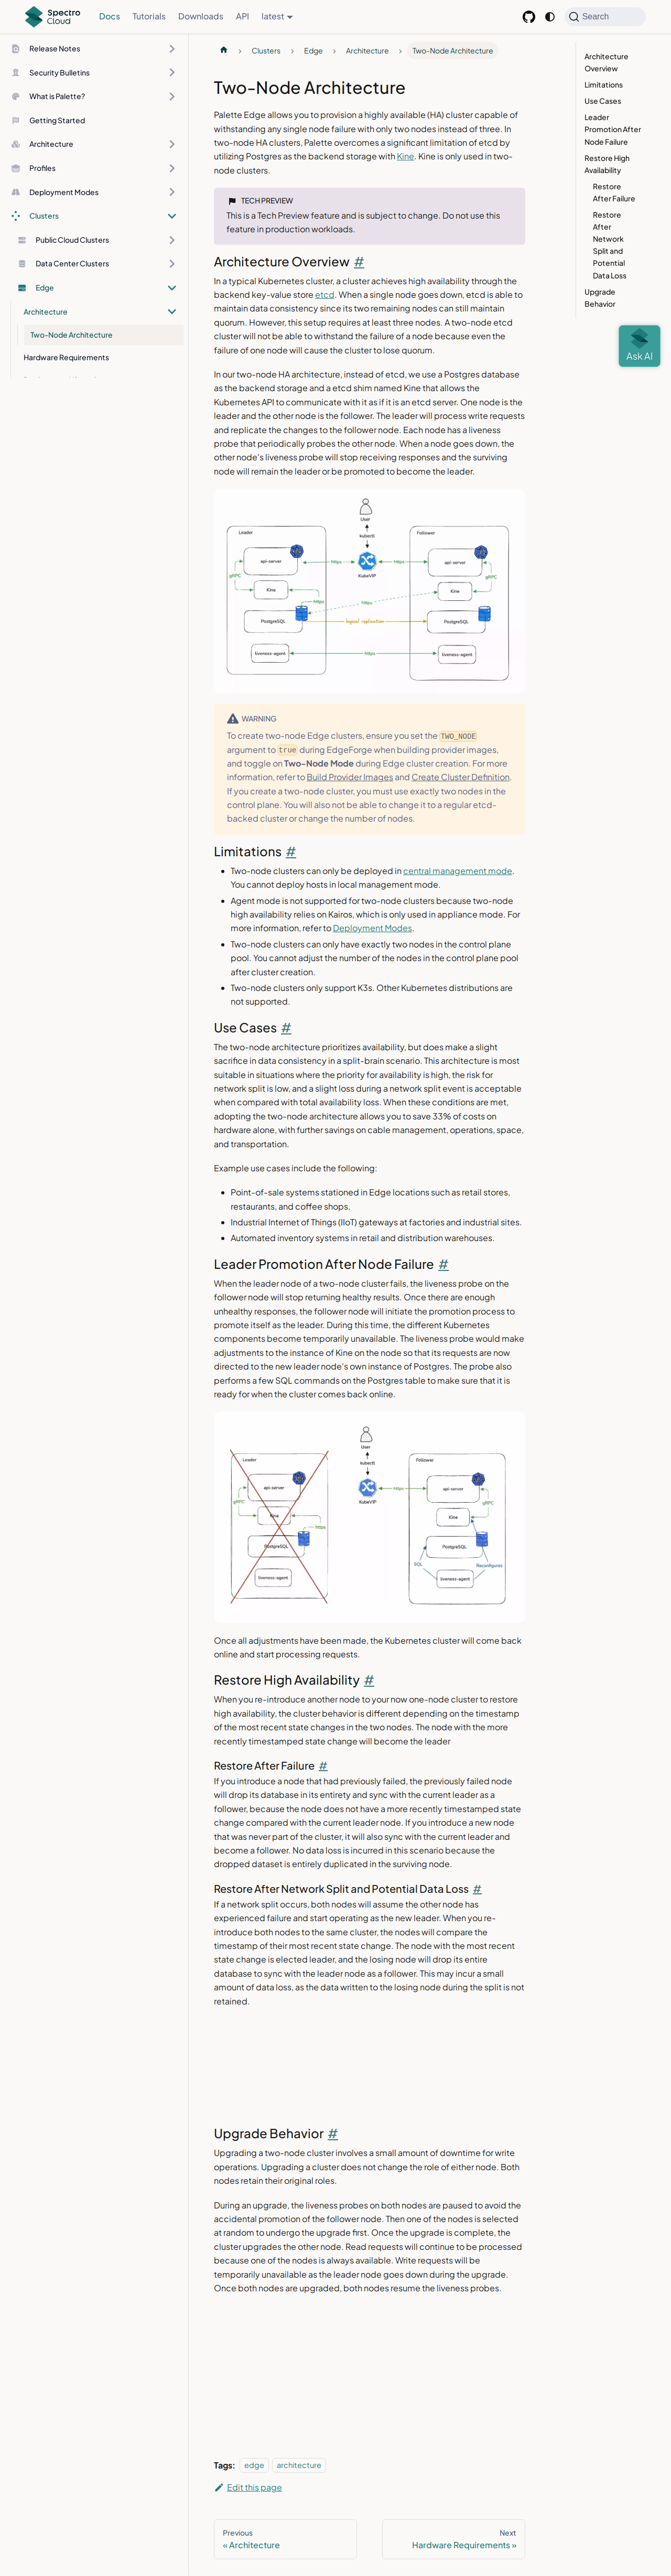 Spectro
Cloud
Docs
Tutorials
Downloads
API
latest
Search
Release Notes
Security Bulletins
What is Palette?
Getting Started
Architecture
Profiles
Deployment Modes
Clusters
Public Cloud Clusters
Data Center Clusters
Edge
Architecture
Two-Node Architecture
Hardware Requirements
Clusters
Edge
Architecture
Two-Node Architecture
Two-Node Architecture
Palette Edge allows you to provision a highly available (HA) cluster capable of
withstanding any single node failure with only two nodes instead of three. In
two-node HA clusters, Palette overcomes a significant limitation of etcd by
utilizing Postgres as the backend storage with Kine. Kine is only used in two-
node clusters.
TECH PREVIEW
This is a Tech Preview feature and is subject to change. Do not use this
feature in production workloads.
Architecture Overview #
In a typical Kubernetes cluster, a cluster achieves high availability through the
backend key-value store etcd. When a single node goes down, etcd is able to
maintain data consistency since its two remaining nodes can still maintain
quorum. However, this setup requires at least three nodes. A two-node etcd
cluster will not be able to withstand the failure of a node because even the
failure of one node will cause the cluster to lose quorum.
In our two-node HA architecture, instead of etcd, we use a Postgres database
as the backend storage and a etcd shim named Kine that allows the
Kubernetes API to communicate with it as if it is an etcd server. One node is the
leader and the other node is the follower. The leader will process write requests
and replicate the changes to the follower node. Each node has a liveness
probe that periodically probes the other node. When a node goes down, the
other node's liveness probe will stop receiving responses and the surviving
node will remain the leader or be promoted to become the leader.
User
kubectl
KubeVIP
Leader
Follower
api-server
https
https
api-server
gRPC
gRPC
Kine
Kine
https
https
PostgreSQL
logical replication
PostgreSQL
liveness-agent
https
liveness-agent
WARNING
To create two-node Edge clusters, ensure you set the TWO_NODE
argument to true during EdgeForge when building provider images,
and toggle on Two-Node Mode during Edge cluster creation. For more
information, refer to Build Provider Images and Create Cluster Definition.
If you create a two-node cluster, you must use exactly two nodes in the
control plane. You will also not be able to change it to a regular etcd-
backed cluster or change the number of nodes.
Limitations #
Two-node clusters can only be deployed in central management mode.
You cannot deploy hosts in local management mode.
Agent mode is not supported for two-node clusters because two-node
high availability relies on Kairos, which is only used in appliance mode. For
more information, refer to Deployment Modes.
Two-node clusters can only have exactly two nodes in the control plane
pool. You cannot adjust the number of the nodes in the control plane pool
after cluster creation.
Two-node clusters only support K3s. Other Kubernetes distributions are
not supported.
Use Cases #
The two-node architecture prioritizes availability, but does make a slight
sacrifice in data consistency in a split-brain scenario. This architecture is most
suitable in situations where the priority for availability is high, the risk for
network split is low, and a slight loss during a network split event is acceptable
when compared with total availability loss. When these conditions are met,
adopting the two-node architecture allows you to save 33% of costs on
hardware alone, with further savings on cable management, operations, space,
and transportation.
Example use cases include the following:
Point-of-sale systems stationed in Edge locations such as retail stores,
restaurants, and coffee shops.
Industrial Internet of Things (IIoT) gateways at factories and industrial sites.
Automated inventory systems in retail and distribution warehouses.
Leader Promotion After Node Failure #
When the leader node of a two-node cluster fails, the liveness probe on the
follower node will stop returning healthy results. Once there are enough
unhealthy responses, the follower node will initiate the promotion process to
promote itself as the leader. During this time, the different Kubernetes
components become temporarily unavailable. The liveness probe would make
adjustments to the instance of Kine on the node so that its requests are now
directed to the new leader node's own instance of Postgres. The probe also
performs a few SQL commands on the Postgres table to make sure that it is
ready for when the cluster comes back online.
User
kubectl
KubeVIP
Leader
Follower
api-server
https
api-server
gRPC
gRPC
Kine
Kine
https
PostgreSQL
PostgreSQL
SQL
Reconfigures
liveness-agent
liveness-agent
Once all adjustments have been made, the Kubernetes cluster will come back
online and start processing requests.
Restore High Availability #
When you re-introduce another node to your now one-node cluster to restore
high availability, the cluster behavior is different depending on the timestamp
of the most recent state changes in the two nodes. The node with the more
recently timestamped state change will become the leader
Restore After Failure #
If you introduce a node that had previously failed, the previously failed node
will drop its database in its entirety and sync with the current leader as a
follower, because the node does not have a more recently timestamped state
change compared with the current leader node. If you introduce a new node
that was never part of the cluster, it will also sync with the current leader and
become a follower. No data loss is incurred in this scenario because the
dropped dataset is entirely duplicated in the surviving node.
Restore After Network Split and Potential Data Loss #
If a network split occurs, both nodes will assume the other node has
experienced failure and start operating as the new leader. When you re-
introduce both nodes to the same cluster, the nodes will compare the
timestamp of their most recent state change. The node with the most recent
state change is elected leader, and the losing node will drop its entire
database to sync with the leader node as a follower. This may incur a small
amount of data loss, as the data written to the losing node during the split is not
retained.
Upgrade Behavior #
Upgrading a two-node cluster involves a small amount of downtime for write
operations. Upgrading a cluster does not change the role of either node. Both
nodes retain their original roles.
During an upgrade, the liveness probes on both nodes are paused to avoid the
accidental promotion of the follower node. Then one of the nodes is selected
at random to undergo the upgrade first. Once the upgrade is complete, the
cluster upgrades the other node. Read requests will continue to be processed
because one of the nodes is always available. Write requests will be
temporarily unavailable as the leader node goes down during the upgrade.
Once both nodes are upgraded, both nodes resume the liveness probes.
Tags: edge architecture
Edit this page
Previous
« Architecture
Next
Hardware Requirements »
Architecture
Overview
Limitations
Use Cases
Leader
Promotion After
Node Failure
Restore High
Availability
Restore
After Failure
Restore
After
Network
Split and
Potential
Data Loss
Upgrade
Behavior
Ask AI